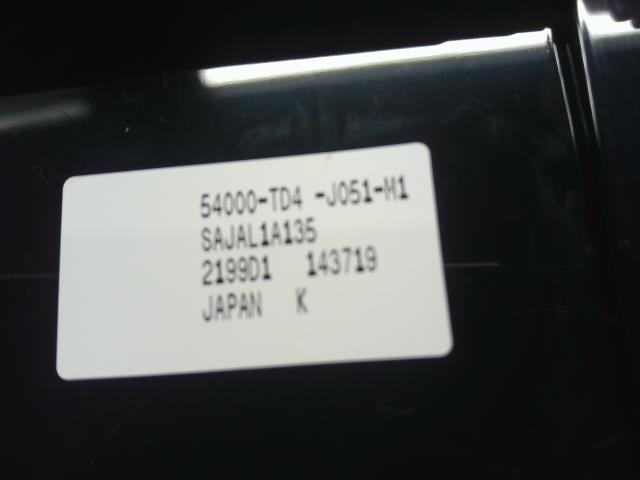 54000-TD4 -J051-M1
SAJAL1A135
2199D1 143719
JAPAN K